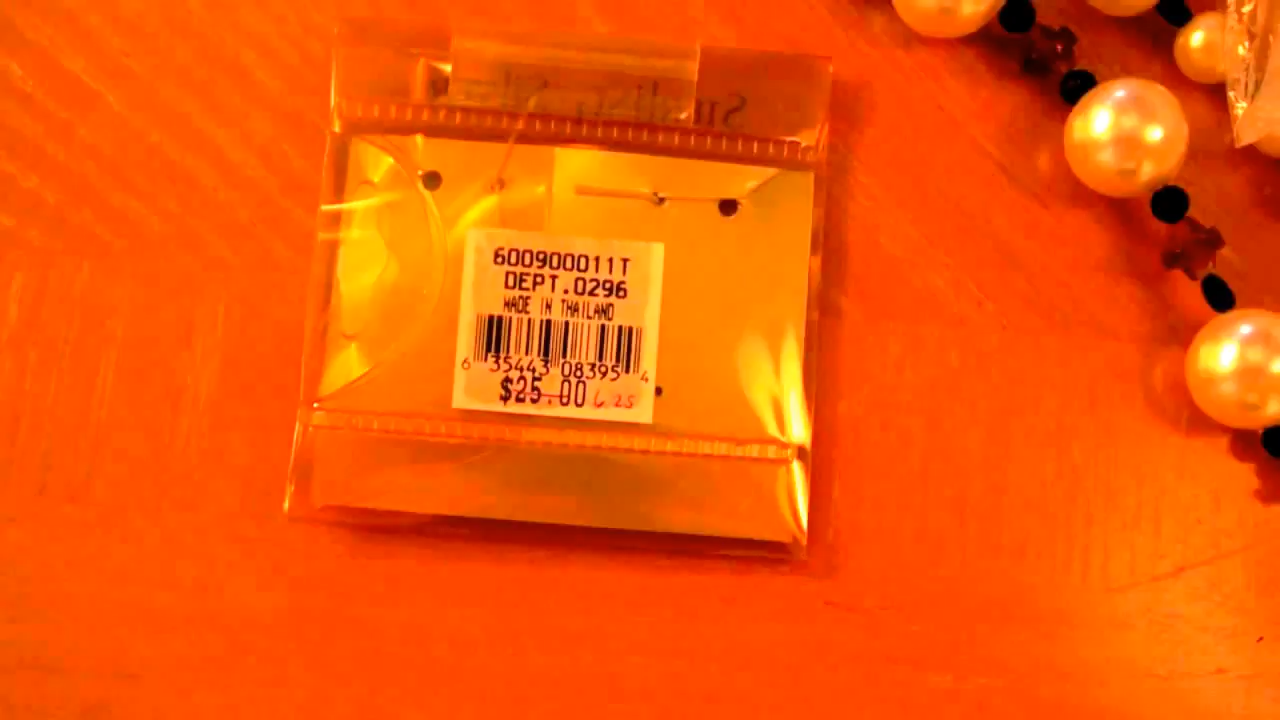 600900011T
DEPT.0296
MADE IN THAILAND
6 35443 08395 4
$25.00 6.25